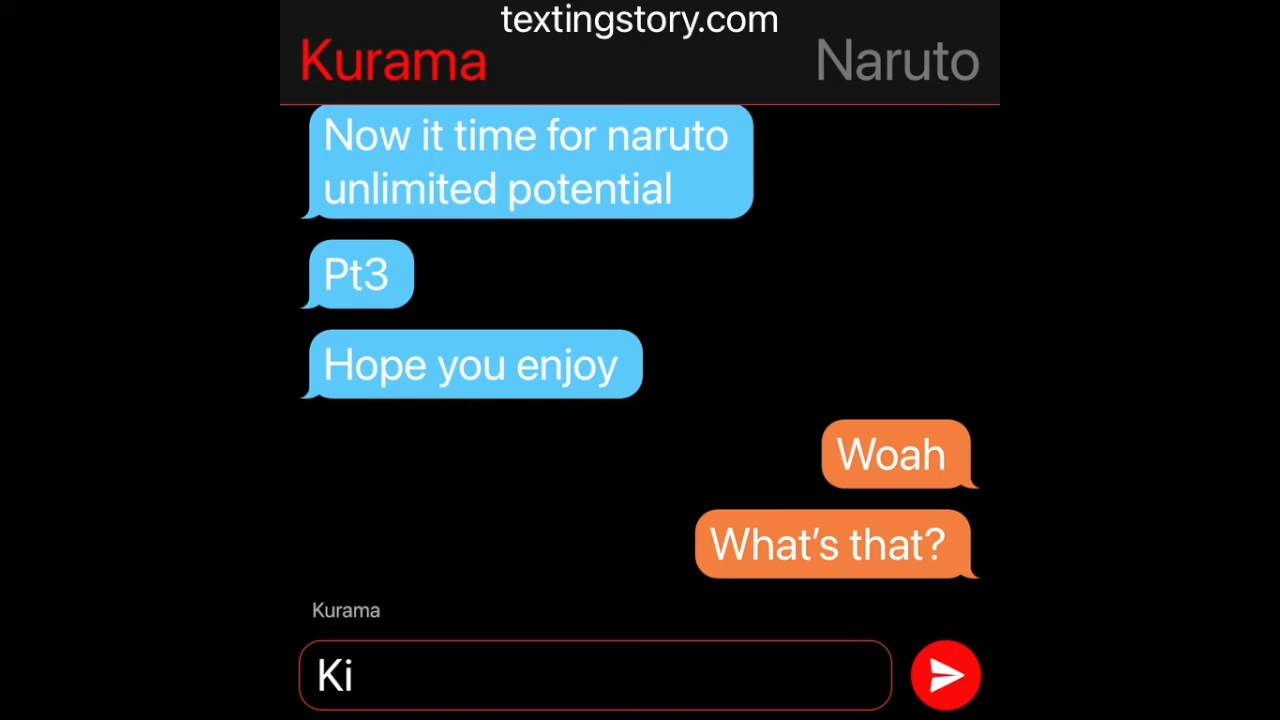 textingstory.com
Kurama Naruto
Now it time for naruto
unlimited potential
Pt3
Hope you enjoy
Woah
What’s that?
Kurama
Ki